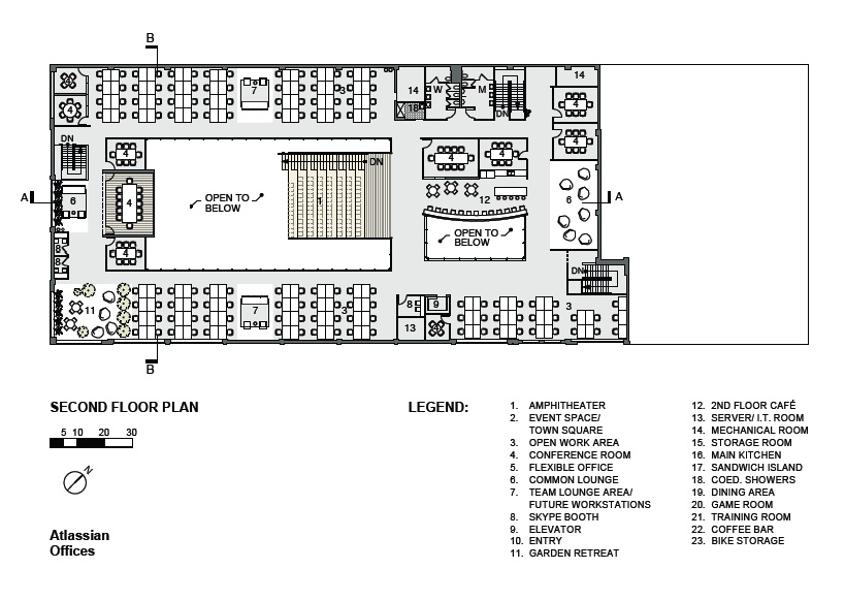 B
4
7
3
14
W
M
14
18
4
DN
4
DN
4
4
4
4
DN
A
6
4
OPEN TO
BELOW
1
12
6
A
8
OPEN TO
BELOW
8
8
4
DN
11
7
3
8
9
3
13
B
SECOND FLOOR PLAN
5 10 20 30
N
Atlassian
Offices
LEGEND:
1. AMPHITHEATER
2. EVENT SPACE/
TOWN SQUARE
3. OPEN WORK AREA
4. CONFERENCE ROOM
5. FLEXIBLE OFFICE
6. COMMON LOUNGE
7. TEAM LOUNGE AREA/
FUTURE WORKSTATIONS
8. SKYPE BOOTH
9. ELEVATOR
10. ENTRY
11. GARDEN RETREAT
12. 2ND FLOOR CAFÉ
13. SERVER/ I.T. ROOM
14. MECHANICAL ROOM
15. STORAGE ROOM
16. MAIN KITCHEN
17. SANDWICH ISLAND
18. COED. SHOWERS
19. DINING AREA
20. GAME ROOM
21. TRAINING ROOM
22. COFFEE BAR
23. BIKE STORAGE